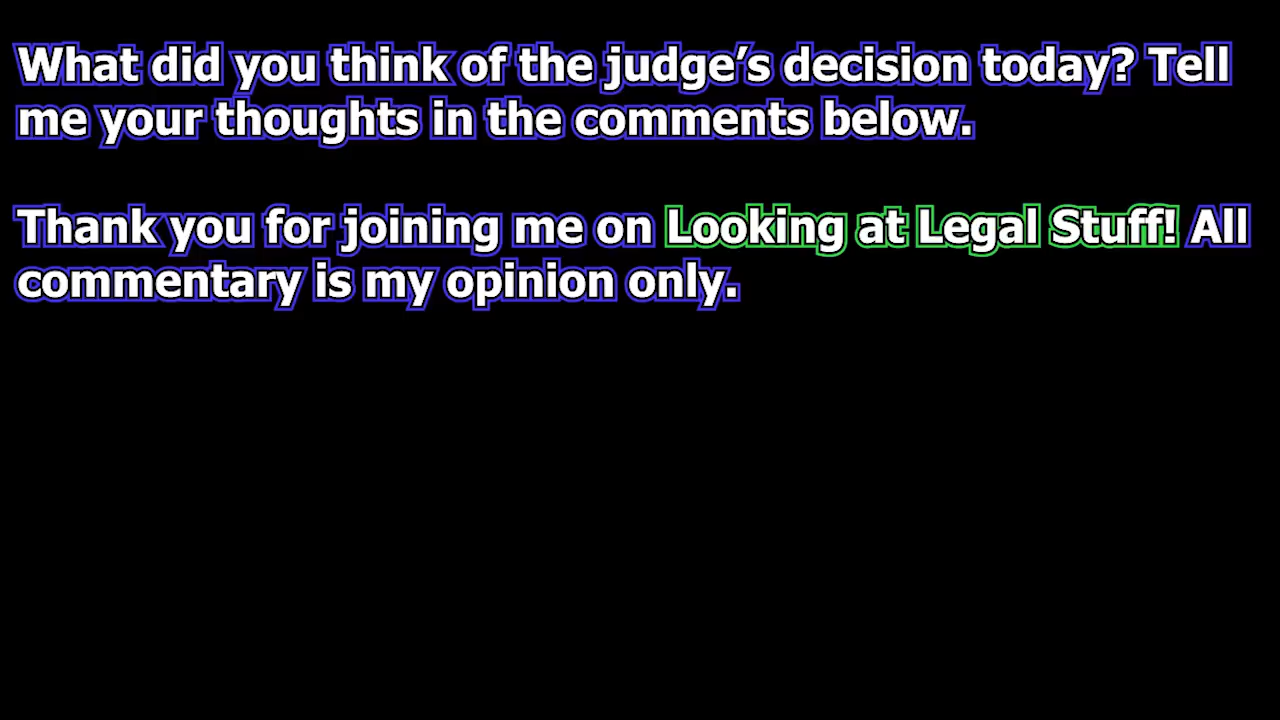 What did you think of the judge’s decision today? Tell
me your thoughts in the comments below.
Thank you for joining me on Looking at Legal Stuff! All
commentary is my opinion only.